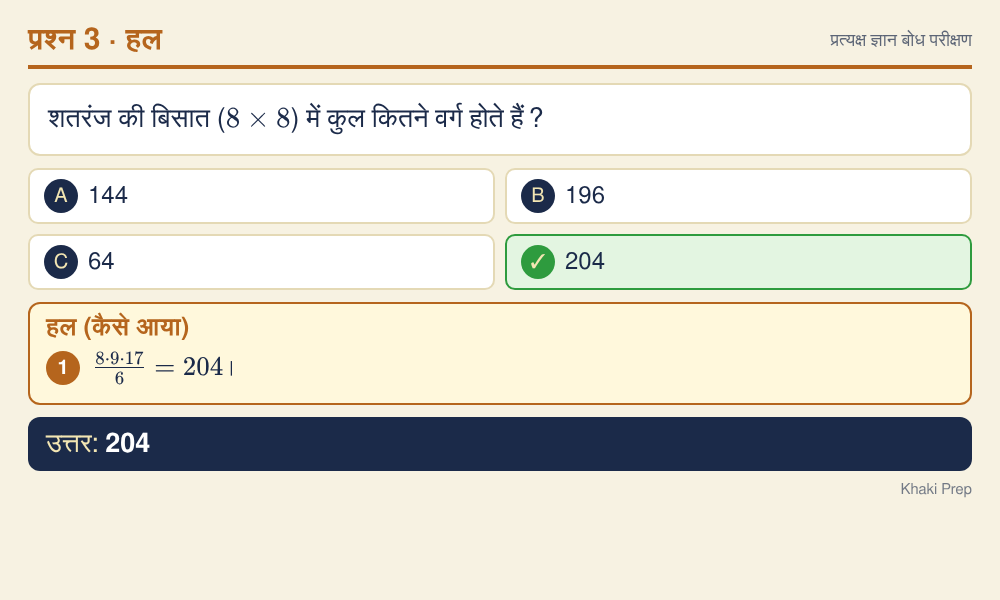 प्रश्न 3 · हल
प्रत्यक्ष ज्ञान बोध परीक्षण
शतरंज की बिसात (8 × 8) में कुल कितने वर्ग होते हैं ?
A 144
B 196
C 64
✓ 204
हल (कैसे आया)
1 \frac{8·9·17}{6} = 204।
उत्तर: 204
Khaki Prep